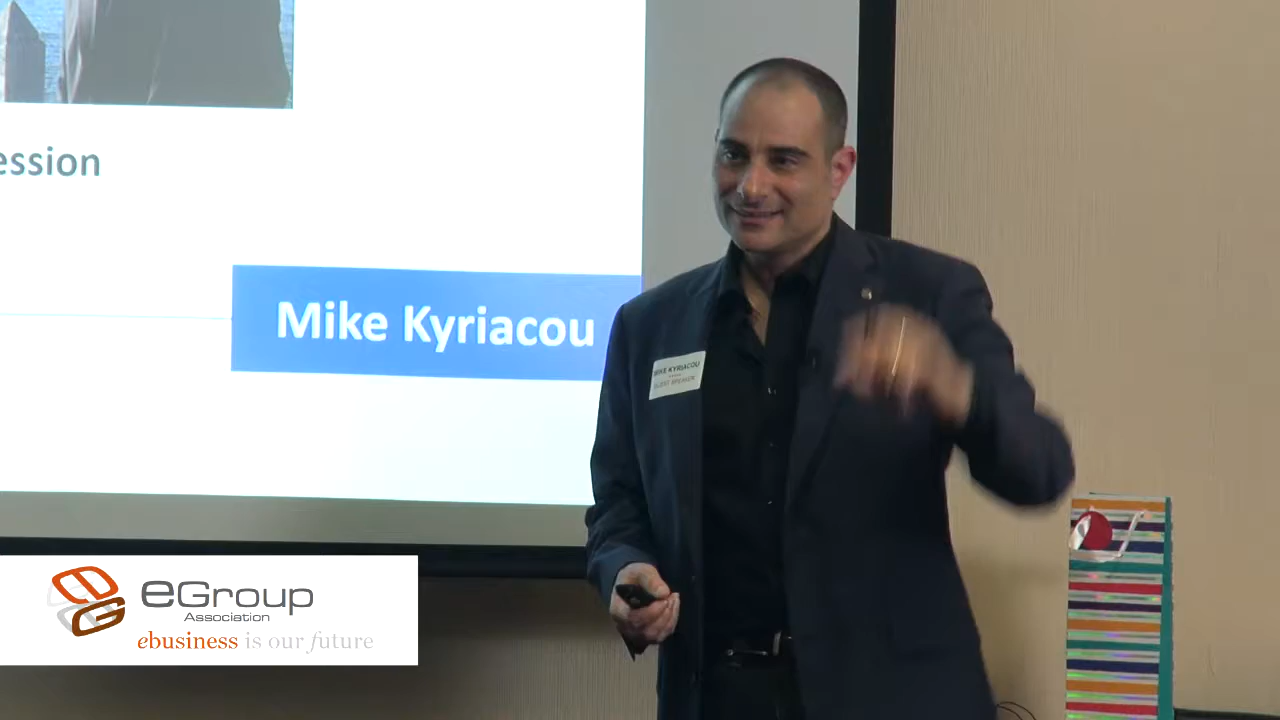 ession
Mike Kyriacou
MIKE KYRIACOU
GUEST SPEAKER
eGroup
Association
ebusiness is our future